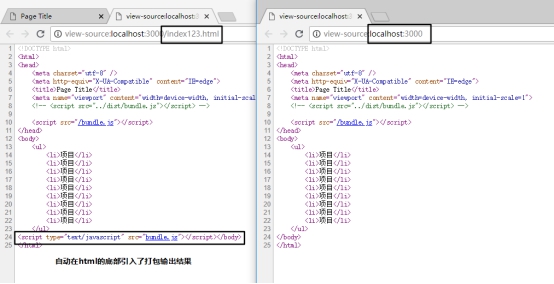 Page Title
view-source:localhost:3
view-source:localhost:3000/index123.html
1 <!DOCTYPE html>
2 <html>
3 <head>
4 <meta charset="utf-8" />
5 <meta http-equiv="X-UA-Compatible" content="IE=edge">
6 <title>Page Title</title>
7 <meta name="viewport" content="width=device-width, initial-scale
8 <!-- <script src="../dist/bundle.js"></script> -->
9
10 <script src="/bundle.js"></script>
11 </head>
12 <body>
13 <ul>
14 <li>项目</li>
15 <li>项目</li>
16 <li>项目</li>
17 <li>项目</li>
18 <li>项目</li>
19 <li>项目</li>
20 <li>项目</li>
21 <li>项目</li>
22 <li>项目</li>
23 </ul>
24 <script type="text/javascript" src="bundle.js"></script></body>
25 </html>
自动在html的底部引入了打包输出结果
view-source:localhost:3000
view-source:localhost:3000
1 <!DOCTYPE html>
2 <html>
3 <head>
4 <meta charset="utf-8" />
5 <meta http-equiv="X-UA-Compatible" content="IE=edge">
6 <title>Page Title</title>
7 <meta name="viewport" content="width=device-width, initial-scale=1">
8 <!-- <script src="../dist/bundle.js"></script> -->
9
10 <script src="/bundle.js"></script>
11 </head>
12 <body>
13 <ul>
14 <li>项目</li>
15 <li>项目</li>
16 <li>项目</li>
17 <li>项目</li>
18 <li>项目</li>
19 <li>项目</li>
20 <li>项目</li>
21 <li>项目</li>
22 <li>项目</li>
23 </ul>
24 </body>
25 </html>